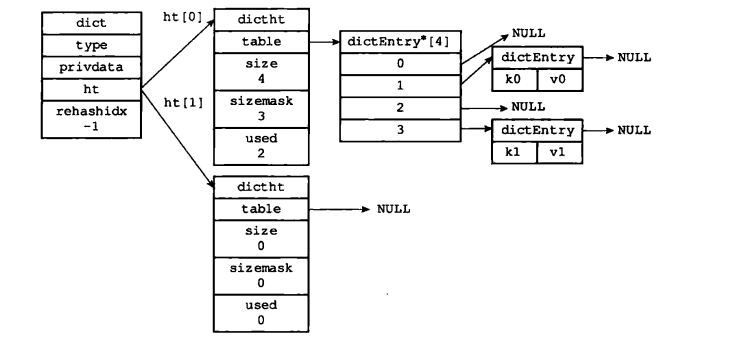 dict
type
privdata
ht
rehashidx
-1
ht[0]
ht[1]
dictht
table
size
4
sizemask
3
used
2
dictEntry*[4]
0
1
2
3
NULL
dictEntry
k0 v0
NULL
NULL
dictEntry
k1 v1
NULL
dictht
table
NULL
size
0
sizemask
0
used
0